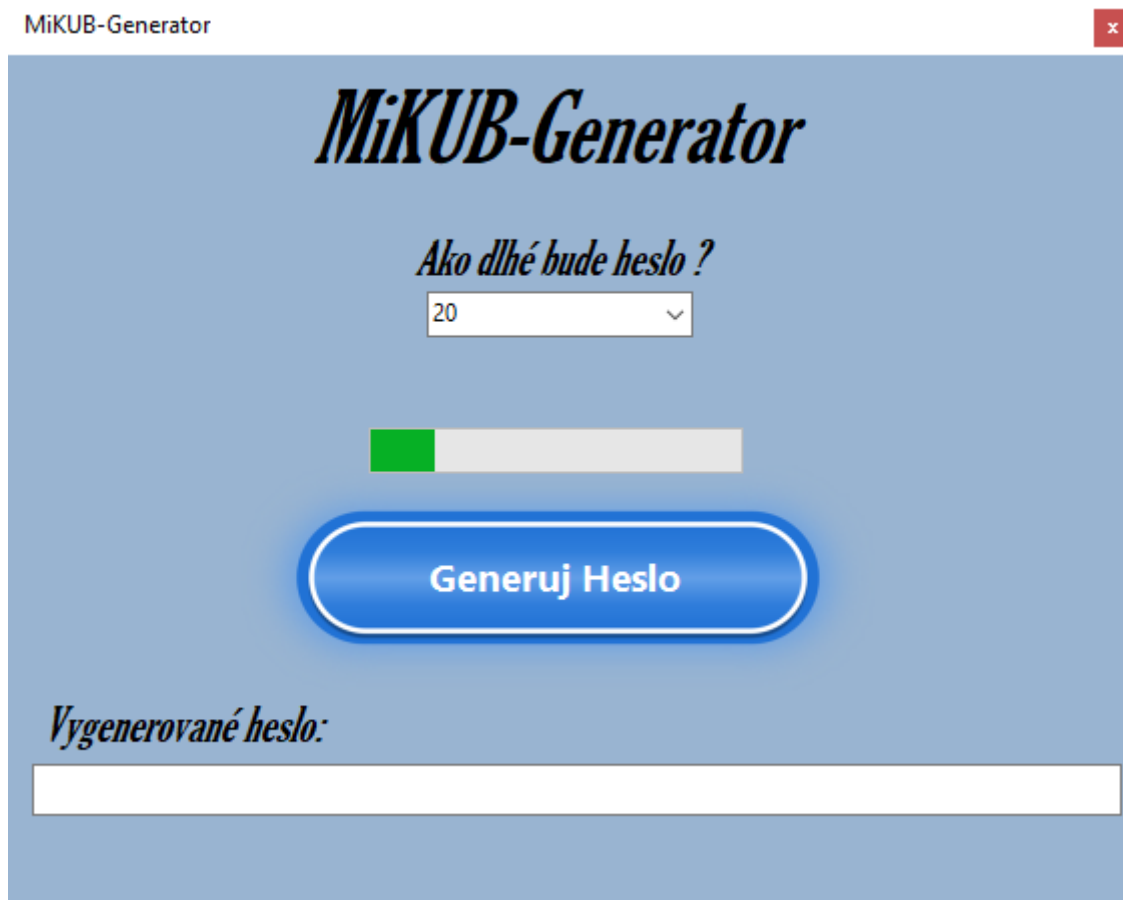 MiKUB-Generator
x
MiKUB-Generator
Ako dlhé bude heslo ?
20
Generuj Heslo
Vygenerované heslo: